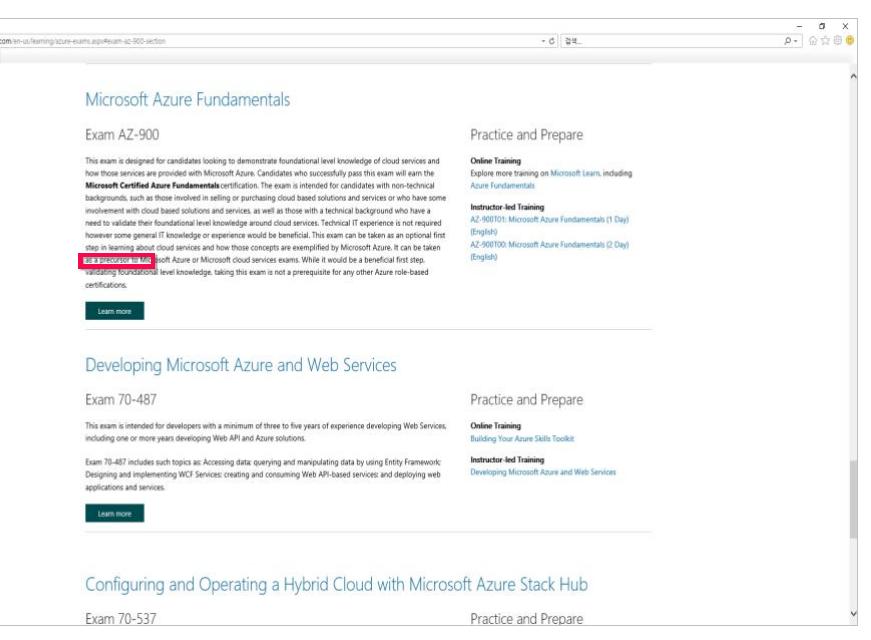 com/en-us/learning/azure-exams.aspx#exam-az-900-section
검색...
Microsoft Azure Fundamentals
Exam AZ-900
This exam is designed for candidates looking to demonstrate foundational level knowledge of cloud services and
how those services are provided with Microsoft Azure. Candidates who successfully pass this exam will earn the
Microsoft Certified Azure Fundamentals certification. The exam is intended for candidates with non-technical
backgrounds, such as those involved in selling or purchasing cloud based solutions and services or who have some
involvement with cloud based solutions and services, as well as those with a technical background who have a
need to validate their foundational level knowledge around cloud services. Technical IT experience is not required
however some general IT knowledge or experience would be beneficial. This exam can be taken as an optional first
step in learning about cloud services and how those concepts are exemplified by Microsoft Azure. It can be taken
as a precursor to Microsoft Azure or Microsoft cloud services exams. While it would be a beneficial first step,
validating foundational level knowledge, taking this exam is not a prerequisite for any other Azure role-based
certifications.
Learn more
Practice and Prepare
Online Training
Explore more training on Microsoft Learn, including
Azure Fundamentals
Instructor-led Training
AZ-900T01: Microsoft Azure Fundamentals (1 Day)
(English)
AZ-900T00: Microsoft Azure Fundamentals (2 Day)
(English)
Developing Microsoft Azure and Web Services
Exam 70-487
This exam is intended for developers with a minimum of three to five years of experience developing Web Services,
including one or more years developing Web API and Azure solutions.
Exam 70-487 includes such topics as: Accessing data: querying and manipulating data by using Entity Framework;
Designing and implementing WCF Services; creating and consuming Web API-based services; and deploying web
applications and services.
Learn more
Practice and Prepare
Online Training
Building Your Azure Skills Toolkit
Instructor-led Training
Developing Microsoft Azure and Web Services
Configuring and Operating a Hybrid Cloud with Microsoft Azure Stack Hub
Exam 70-537
Practice and Prepare